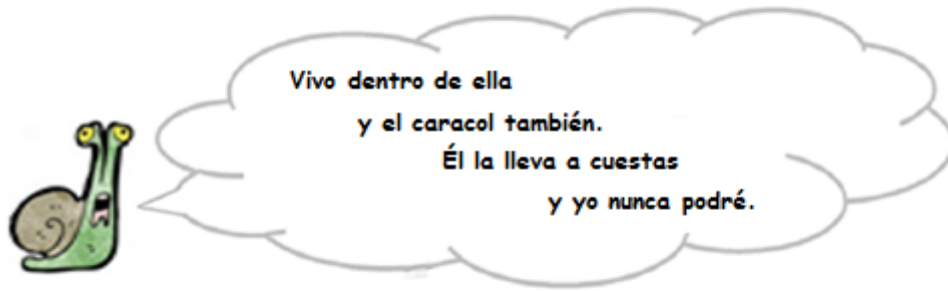 Vivo dentro de ella
y el caracol también.
Él la lleva a cuestas
y yo nunca podré.